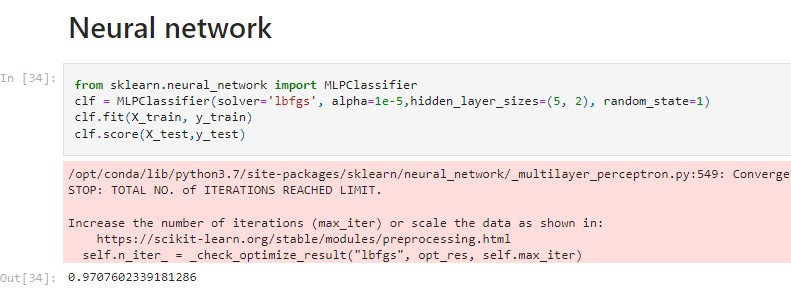 Neural network
In [34]:
from sklearn.neural_network import MLPClassifier
clf = MLPClassifier(solver='lbfgs', alpha=1e-5,hidden_layer_sizes=(5, 2), random_state=1)
clf.fit(X_train, y_train)
clf.score(X_test,y_test)
/opt/conda/lib/python3.7/site-packages/sklearn/neural_network/_multilayer_perceptron.py:549: Converge
STOP: TOTAL NO. of ITERATIONS REACHED LIMIT.
Increase the number of iterations (max_iter) or scale the data as shown in:
https://scikit-learn.org/stable/modules/preprocessing.html
self.n_iter_ = _check_optimize_result("lbfgs", opt_res, self.max_iter)
Out[34]: 0.9707602339181286